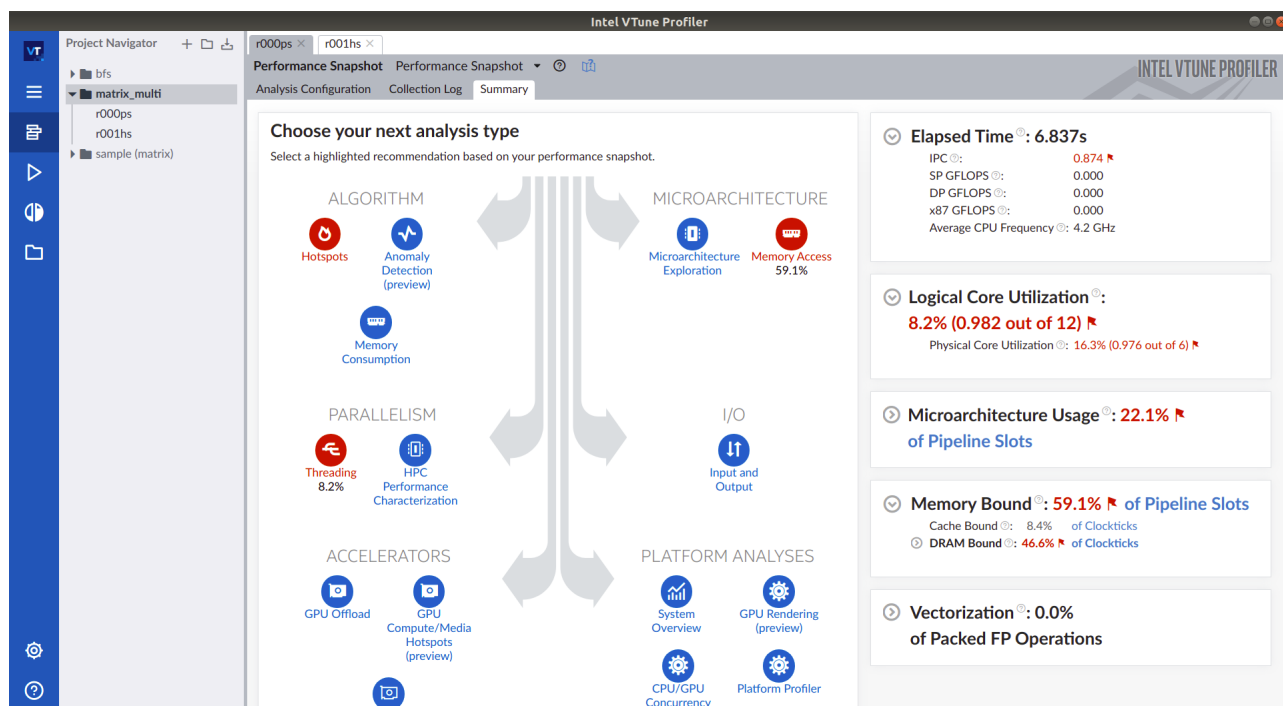 Intel VTune Profiler
VT
Project Navigator
bfs
matrix_multi
r000ps
r001hs
sample (matrix)
r000ps × r001hs ×
Performance Snapshot Performance Snapshot
INTEL VTUNE PROFILER
Analysis Configuration Collection Log Summary
Choose your next analysis type
Select a highlighted recommendation based on your performance snapshot.
ALGORITHM
Hotspots
Anomaly
Detection
(preview)
Memory
Consumption
MICROARCHITECTURE
Microarchitecture
Exploration
Memory Access
59.1%
PARALLELISM
Threading
8.2%
HPC
Performance
Characterization
I/O
Input and
Output
ACCELERATORS
GPU Offload
GPU
Compute/Media
Hotspots
(preview)
PLATFORM ANALYSES
System
Overview
GPU Rendering
(preview)
CPU/GPU
Concurrency
Platform Profiler
Elapsed Time: 6.837s
IPC: 0.874
SP GFLOPS: 0.000
DP GFLOPS: 0.000
x87 GFLOPS: 0.000
Average CPU Frequency: 4.2 GHz
Logical Core Utilization:
8.2% (0.982 out of 12)
Physical Core Utilization: 16.3% (0.976 out of 6)
Microarchitecture Usage: 22.1%
of Pipeline Slots
Memory Bound: 59.1% of Pipeline Slots
Cache Bound: 8.4% of Clockticks
DRAM Bound: 46.6% of Clockticks
Vectorization: 0.0%
of Packed FP Operations